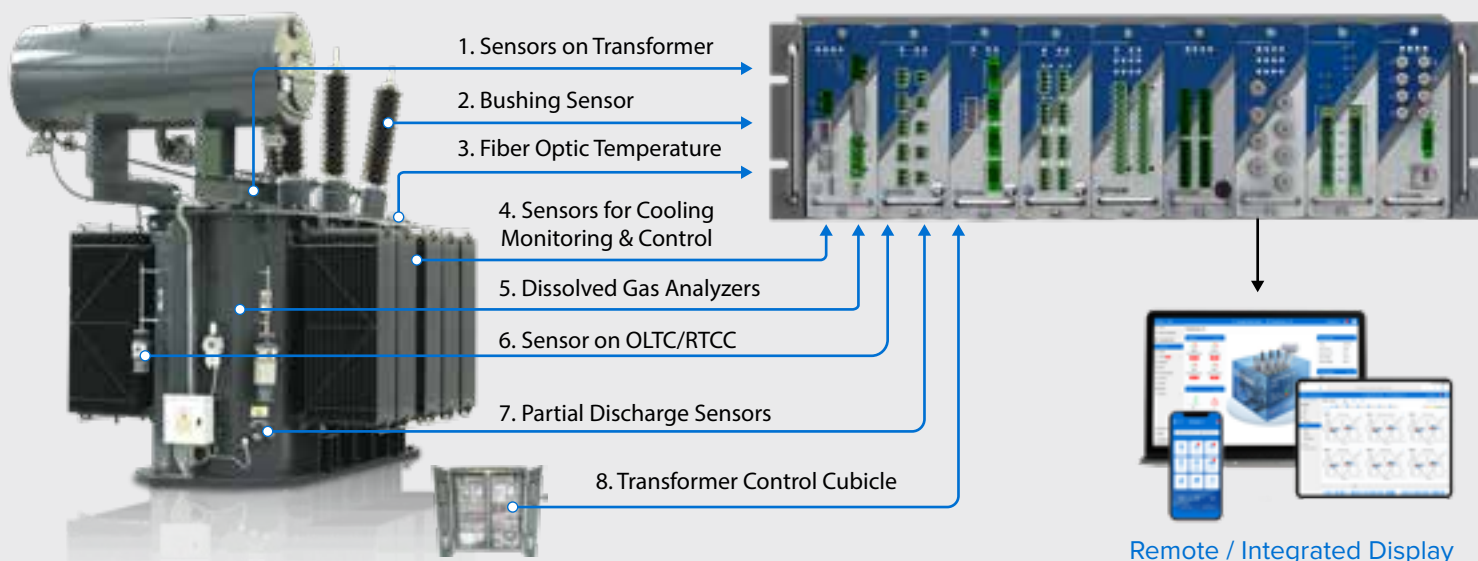 1. Sensors on Transformer
2. Bushing Sensor
3. Fiber Optic Temperature
4. Sensors for Cooling
Monitoring & Control
5. Dissolved Gas Analyzers
6. Sensor on OLTC/RTCC
7. Partial Discharge Sensors
8. Transformer Control Cubicle
Remote / Integrated Display